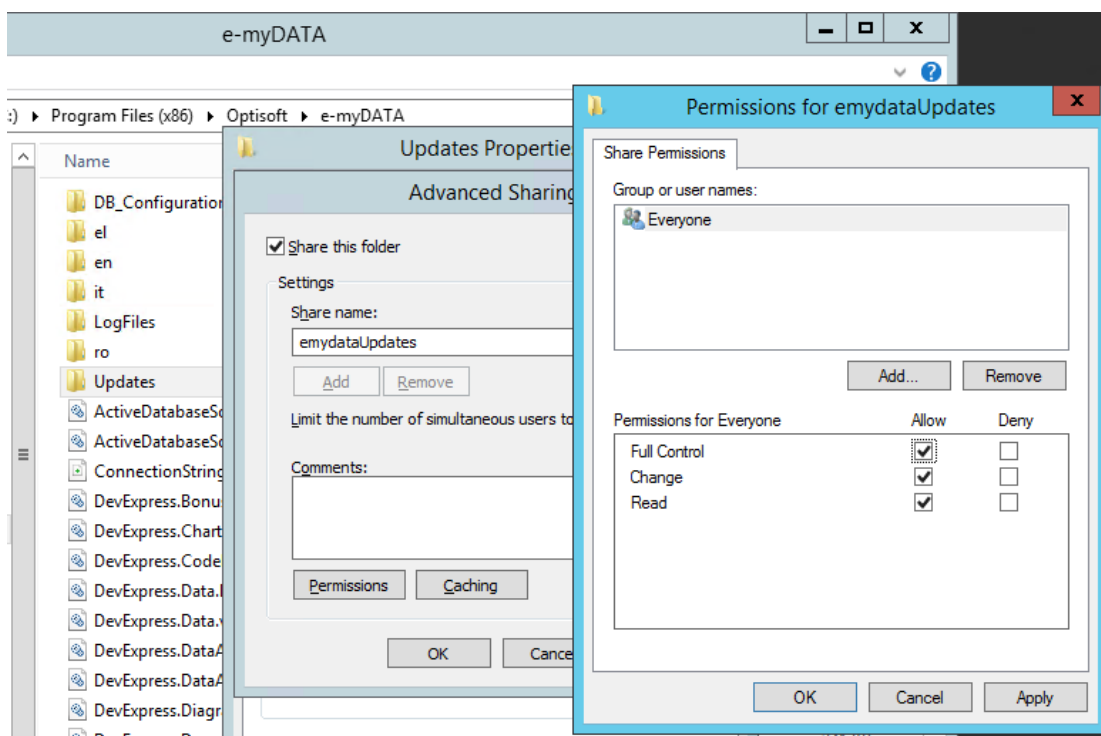 e-myDATA
:) ▸ Program Files (x86) ▸ Optisoft ▸ e-myDATA
Name
DB_Configuration
el
en
it
LogFiles
ro
Updates
ActiveDatabaseSc
ActiveDatabaseSc
ConnectionString
DevExpress.Bonu
DevExpress.Chart
DevExpress.Code
DevExpress.Data.
DevExpress.Data.
DevExpress.DataA
DevExpress.DataA
DevExpress.Diagr
Updates Propertie
Advanced Sharing
Share this folder
Settings
Share name:
emydataUpdates
Add Remove
Limit the number of simultaneous users to
Comments:
Permissions Caching
OK Cance
Permissions for emydataUpdates
Share Permissions
Group or user names:
Everyone
Add... Remove
Permissions for Everyone Allow Deny
Full Control
Change
Read
OK Cancel Apply